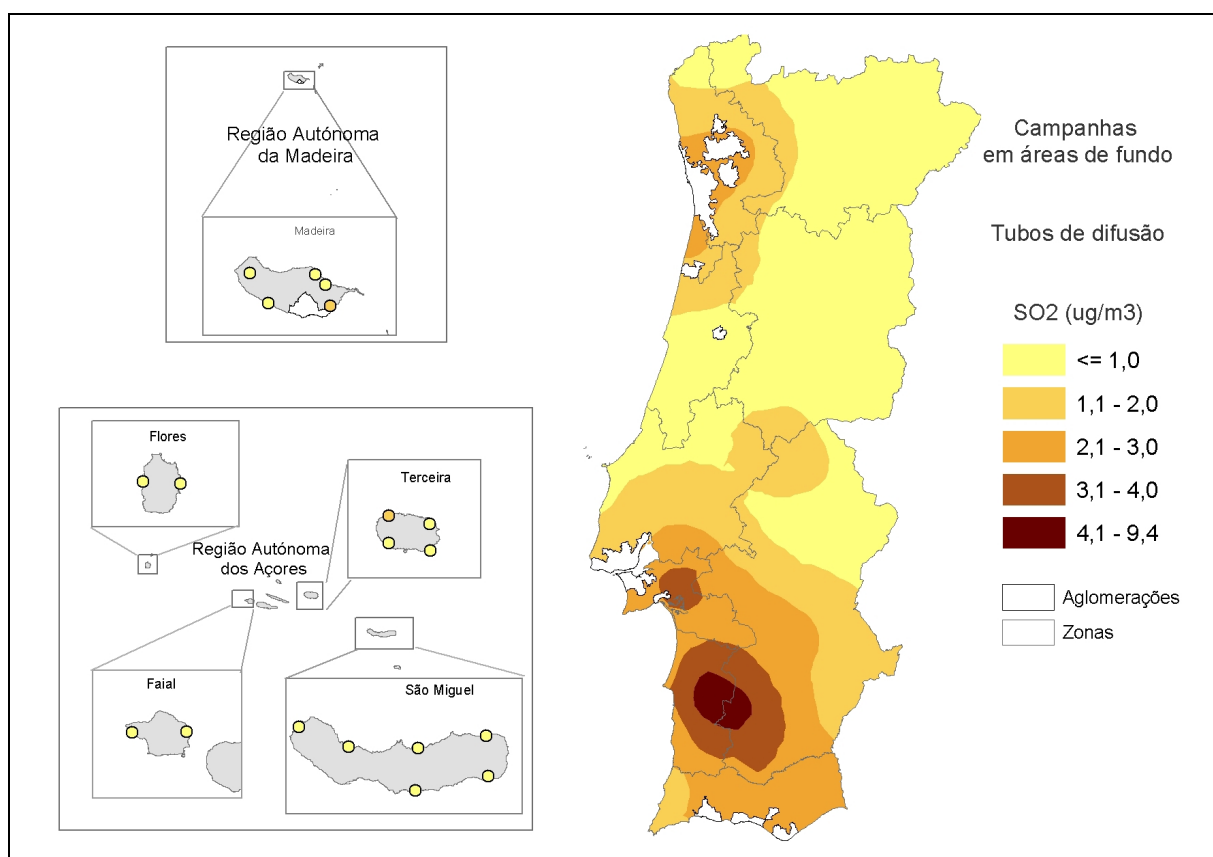 Região Autónoma
da Madeira
Madeira
Flores
Terceira
Região Autónoma
dos Açores
Faial
São Miguel
Campanhas
em áreas de fundo
Tubos de difusão
SO2 (ug/m3)
<= 1,0
1,1 - 2,0
2,1 - 3,0
3,1 - 4,0
4,1 - 9,4
Aglomerações
Zonas